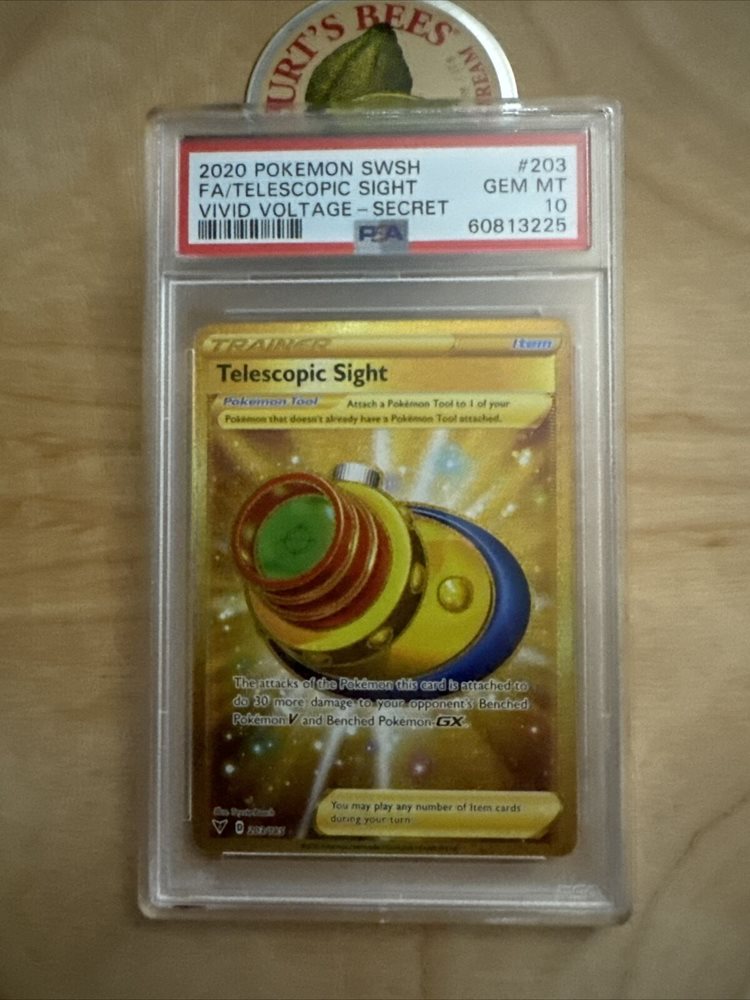 BURT'S BEES
2020 POKEMON SWSH #203
FA/TELESCOPIC SIGHT GEM MT
VIVID VOLTAGE - SECRET 10
PSA 60813225
TRAINER Item
Telescopic Sight
Pokémon Tool Attach a Pokémon Tool to 1 of your
Pokémon that doesn't already have a Pokémon Tool attached.
The attacks of the Pokémon this card is attached to
do 30 more damage to your opponent's Benched
Pokémon V and Benched Pokémon-GX.
You may play any number of Item cards
during your turn.
D 203/185